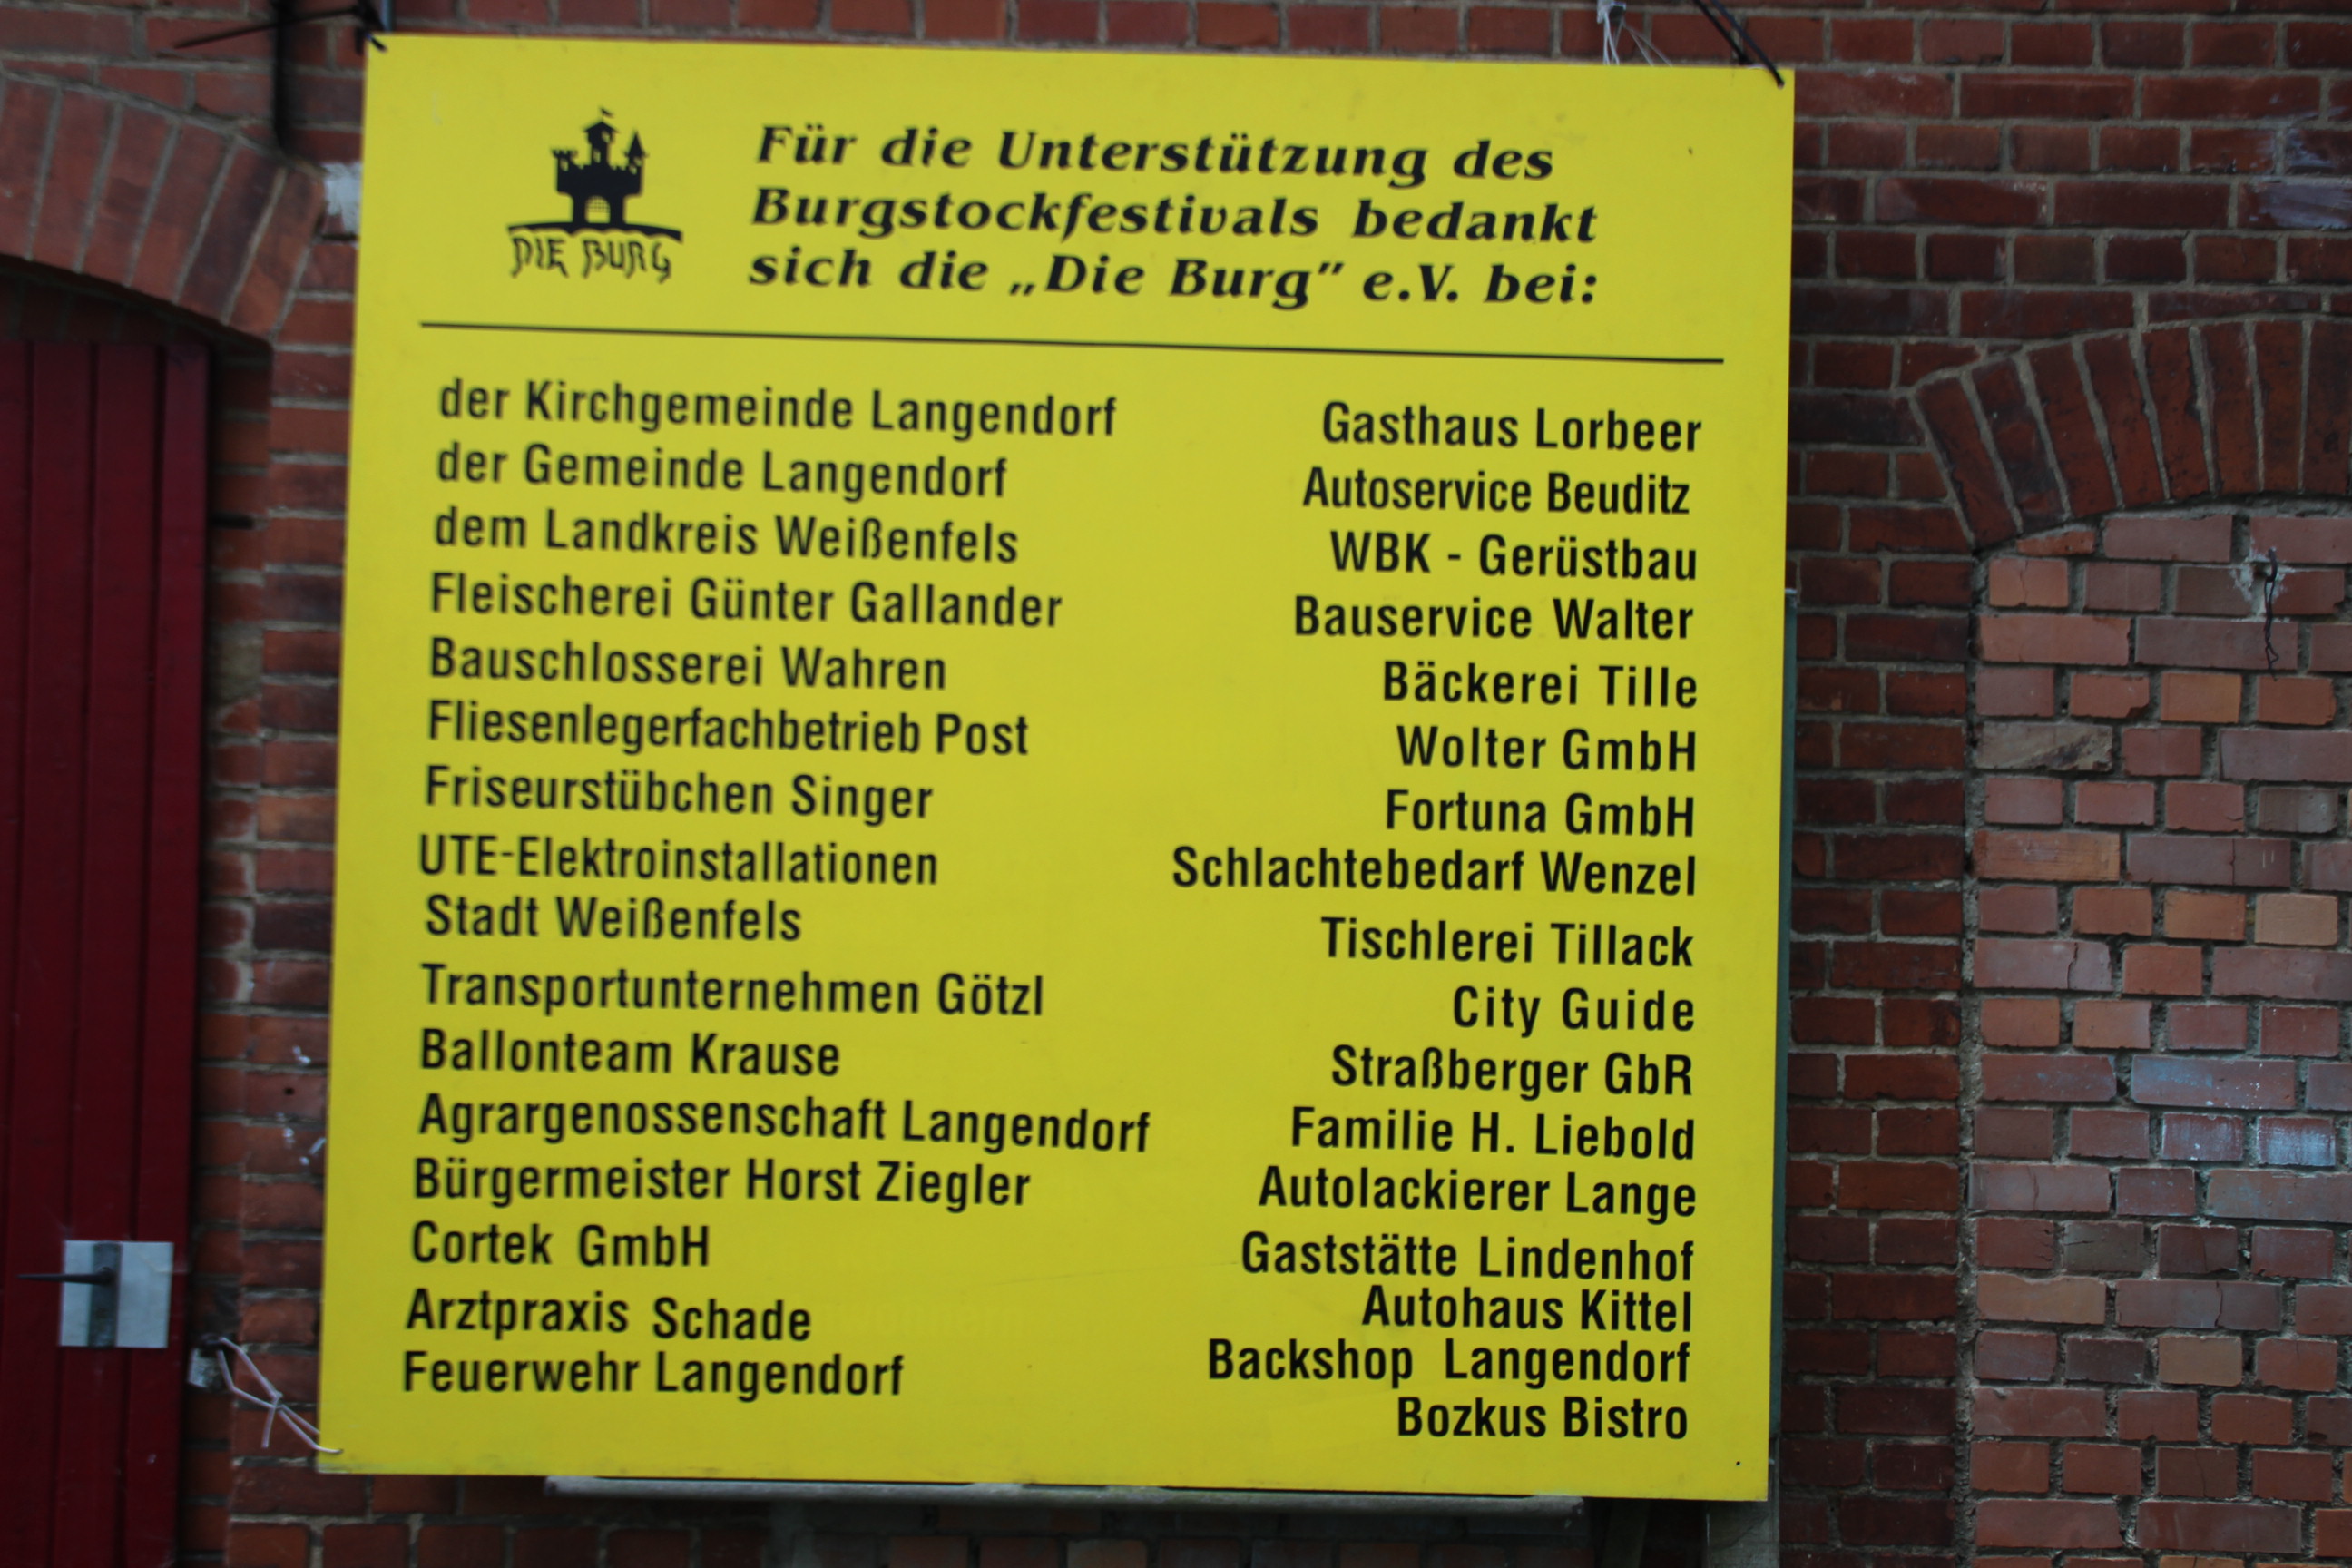 DIE BURG
Für die Unterstützung des
Burgstockfestivals bedankt
sich die „Die Burg” e.V. bei:
der Kirchgemeinde Langendorf
der Gemeinde Langendorf
dem Landkreis Weißenfels
Fleischerei Günter Gallander
Bauschlosserei Wahren
Fliesenlegerfachbetrieb Post
Friseurstübchen Singer
UTE-Elektroinstallationen
Stadt Weißenfels
Transportunternehmen Götzl
Ballonteam Krause
Agrargenossenschaft Langendorf
Bürgermeister Horst Ziegler
Cortek GmbH
Arztpraxis Schade
Feuerwehr Langendorf
Gasthaus Lorbeer
Autoservice Beuditz
WBK - Gerüstbau
Bauservice Walter
Bäckerei Tille
Wolter GmbH
Fortuna GmbH
Schlachtebedarf Wenzel
Tischlerei Tillack
City Guide
Straßberger GbR
Familie H. Liebold
Autolackierer Lange
Gaststätte Lindenhof
Autohaus Kittel
Backshop Langendorf
Bozkus Bistro